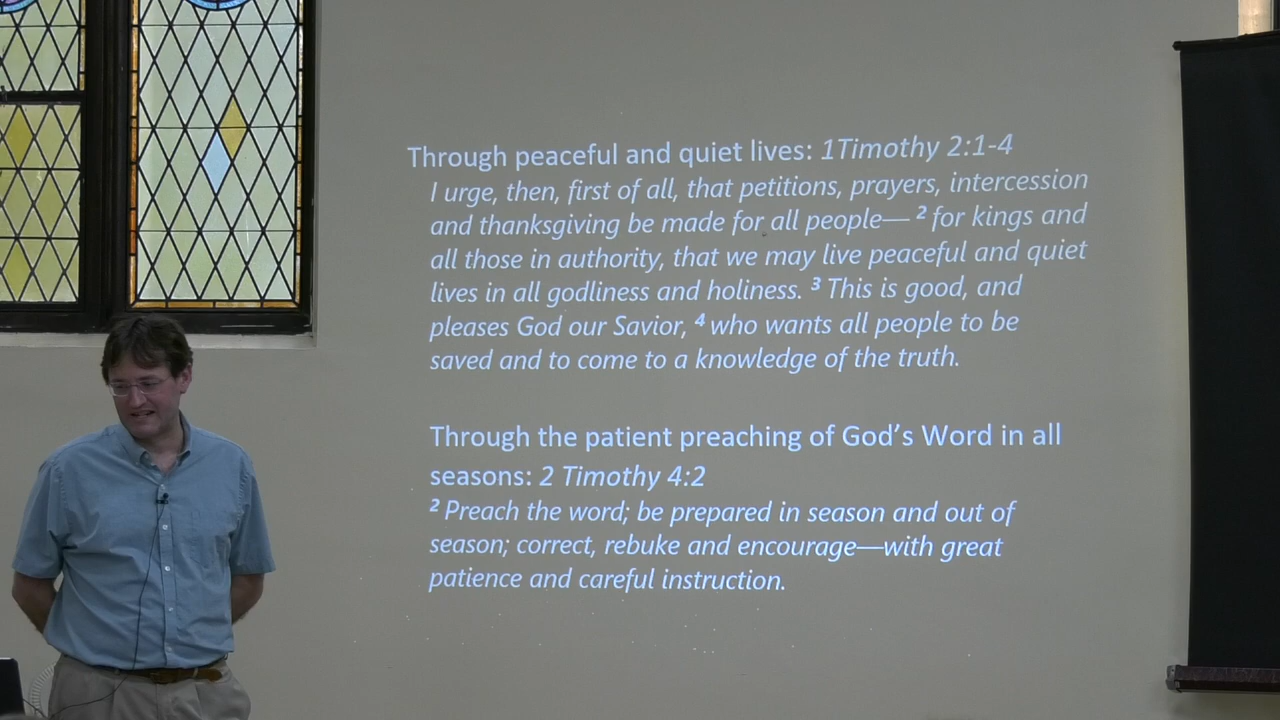 Through peaceful and quiet lives: 1Timothy 2:1-4
I urge, then, first of all, that petitions, prayers, intercession
and thanksgiving be made for all people— ² for kings and
all those in authority, that we may live peaceful and quiet
lives in all godliness and holiness. ³ This is good, and
pleases God our Savior, ⁴ who wants all people to be
saved and to come to a knowledge of the truth.
Through the patient preaching of God’s Word in all
seasons: 2 Timothy 4:2
² Preach the word; be prepared in season and out of
season; correct, rebuke and encourage—with great
patience and careful instruction.